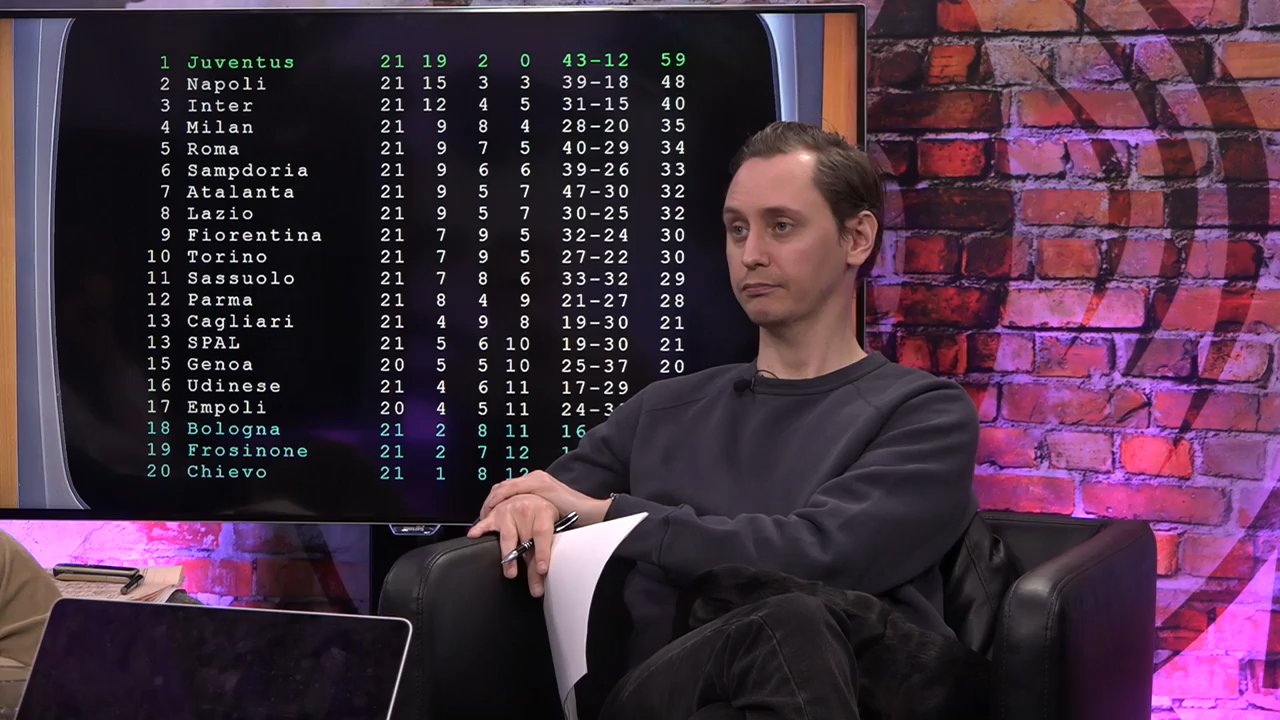 1 Juventus 21 19 2 0 43-12 59
2 Napoli 21 15 3 3 39-18 48
3 Inter 21 12 4 5 31-15 40
4 Milan 21 9 8 4 28-20 35
5 Roma 21 9 7 5 40-29 34
6 Sampdoria 21 9 6 6 39-26 33
7 Atalanta 21 9 5 7 47-30 32
8 Lazio 21 9 5 7 30-25 32
9 Fiorentina 21 7 9 5 32-24 30
10 Torino 21 7 9 5 27-22 30
11 Sassuolo 21 7 8 6 33-32 29
12 Parma 21 8 4 9 21-27 28
13 Cagliari 21 4 9 8 19-30 21
13 SPAL 21 5 6 10 19-30 21
15 Genoa 20 5 5 10 25-37 20
16 Udinese 21 4 6 11 17-29
17 Empoli 20 4 5 11 24-3
18 Bologna 21 2 8 11 16
19 Frosinone 21 2 7 12
20 Chievo 21 1 8 12